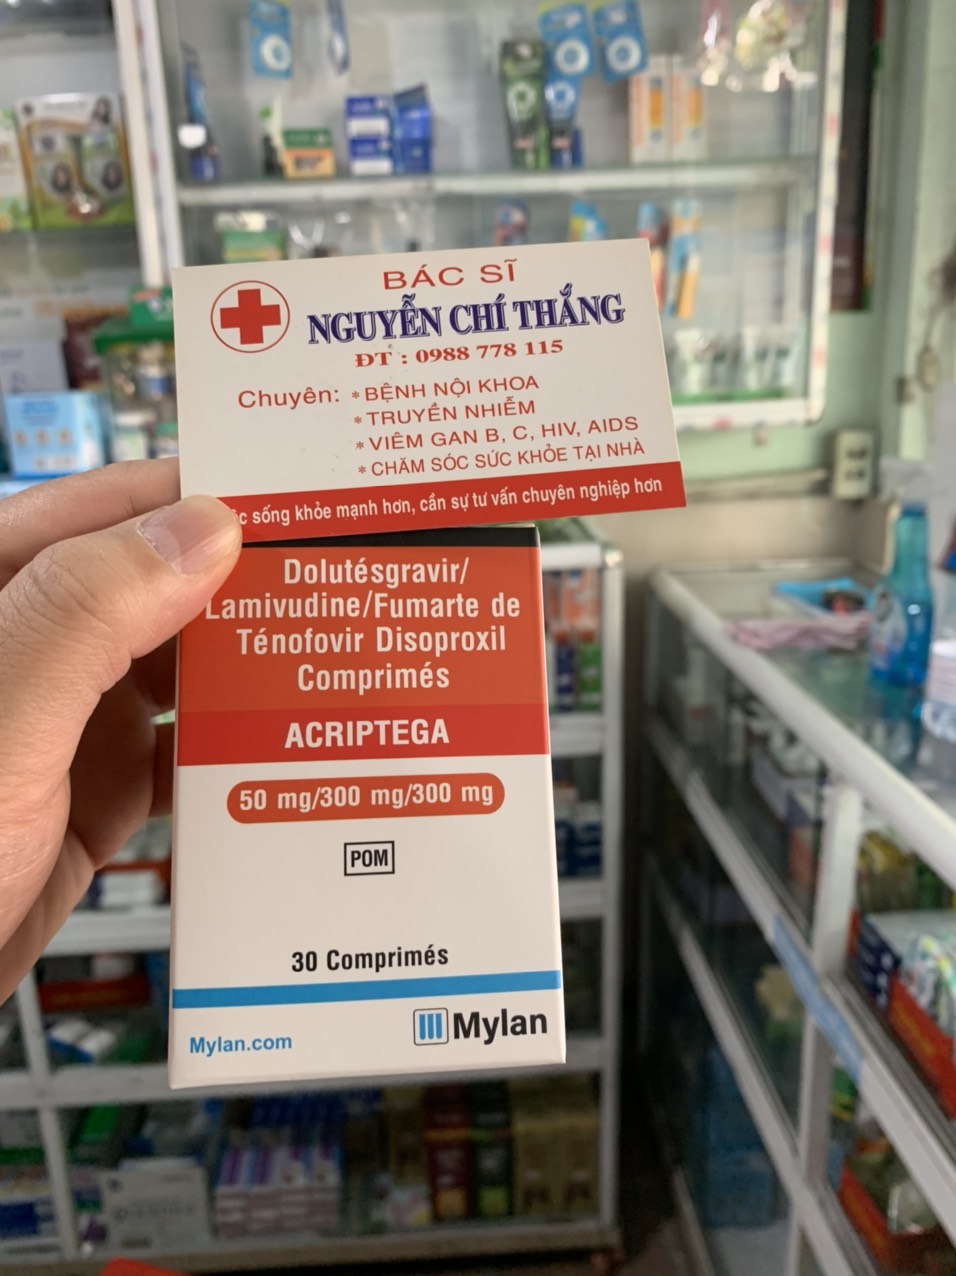 BÁC SĨ
NGUYỄN CHÍ THẮNG
ĐT : 0988 778 115
Chuyên: * BỆNH NỘI KHOA
* TRUYỀN NHIỄM
* VIÊM GAN B, C, HIV, AIDS
* CHĂM SÓC SỨC KHỎE TẠI NHÀ
sống khỏe mạnh hơn, cần sự tư vấn chuyên nghiệp hơn
Dolutésgravir/
Lamivudine/Fumarte de
Ténofovir Disoproxil
Comprimés
ACRIPTEGA
50 mg/300 mg/300 mg
POM
30 Comprimés
Mylan.com
Mylan